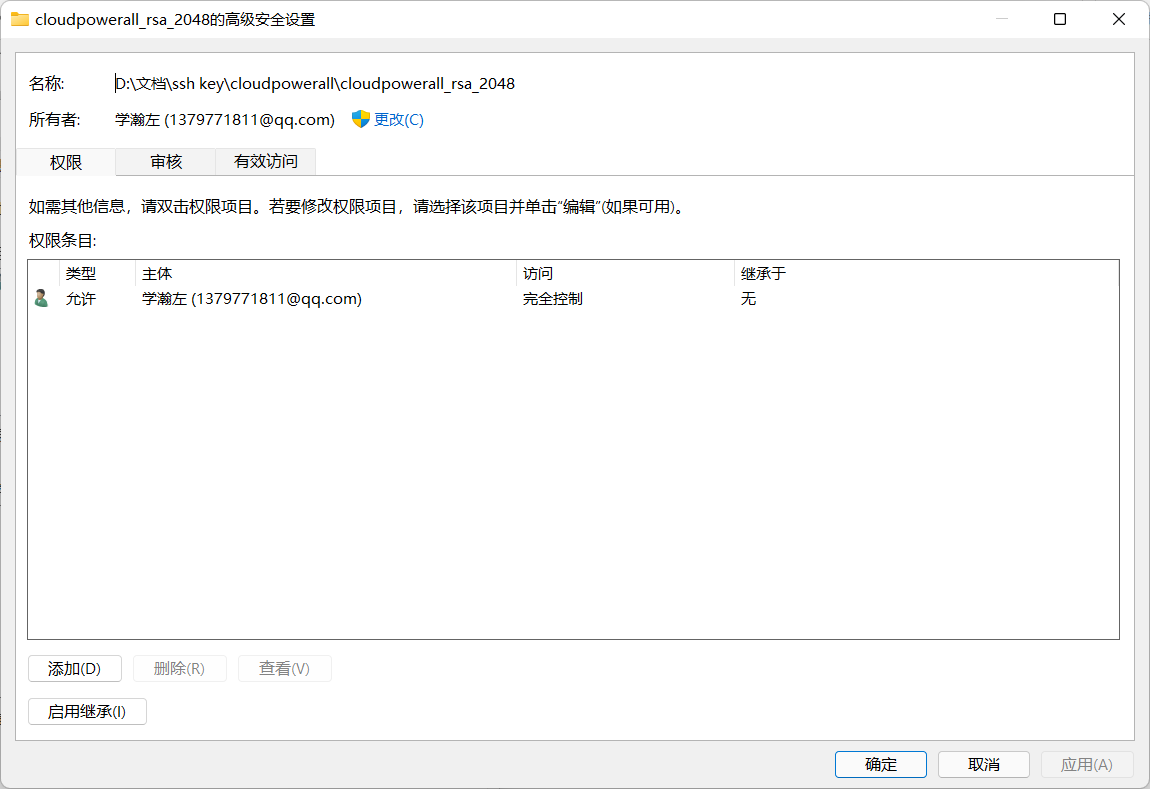 cloudpowerall_rsa_2048的高级安全设置
名称: D:\文档\ssh key\cloudpowerall\cloudpowerall_rsa_2048
所有者: 学瀚左 (1379771811@qq.com) 更改(C)
权限 审核 有效访问
如需其他信息，请双击权限项目。若要修改权限项目，请选择该项目并单击“编辑”(如果可用)。
权限条目:
类型 主体 访问 继承于
允许 学瀚左 (1379771811@qq.com) 完全控制 无
添加(D) 删除(R) 查看(V)
启用继承(I)
确定 取消 应用(A)